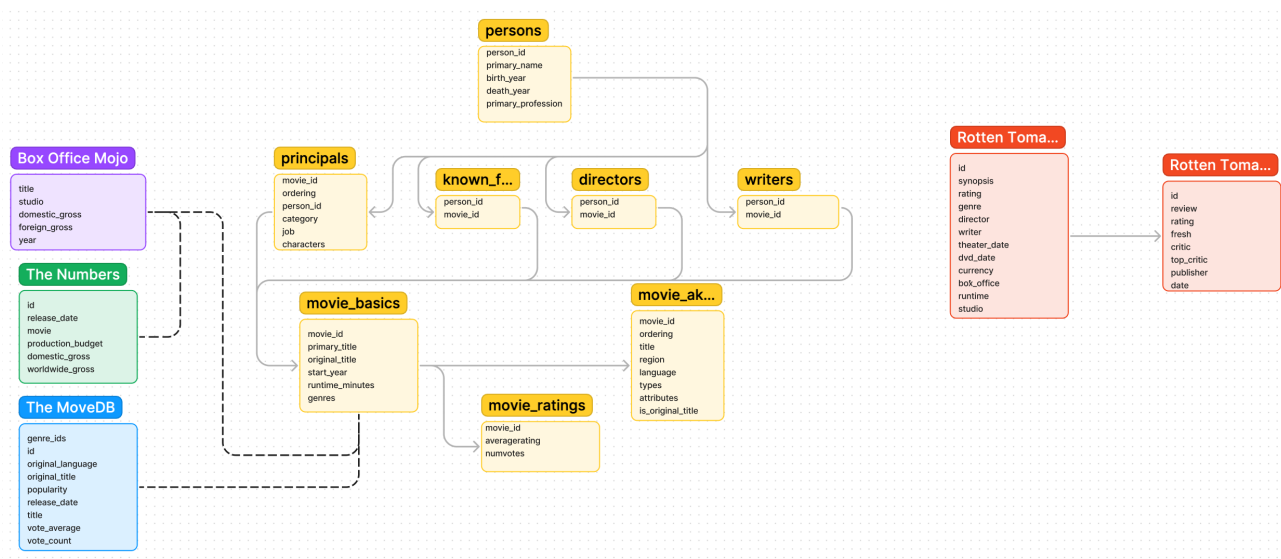 persons
person_id
primary_name
birth_year
death_year
primary_profession
Box Office Mojo
title
studio
domestic_gross
foreign_gross
year
principals
movie_id
ordering
person_id
category
job
characters
known_f...
person_id
movie_id
directors
person_id
movie_id
writers
person_id
movie_id
Rotten Toma...
id
synopsis
rating
genre
director
writer
theater_date
dvd_date
currency
box_office
runtime
studio
Rotten Toma...
id
review
rating
fresh
critic
top_critic
publisher
date
The Numbers
id
release_date
movie
production_budget
domestic_gross
worldwide_gross
movie_basics
movie_id
primary_title
original_title
start_year
runtime_minutes
genres
movie_ak...
movie_id
ordering
title
region
language
types
attributes
is_original_title
movie_ratings
movie_id
averagerating
numvotes
The MoveDB
genre_ids
id
original_language
original_title
popularity
release_date
title
vote_average
vote_count